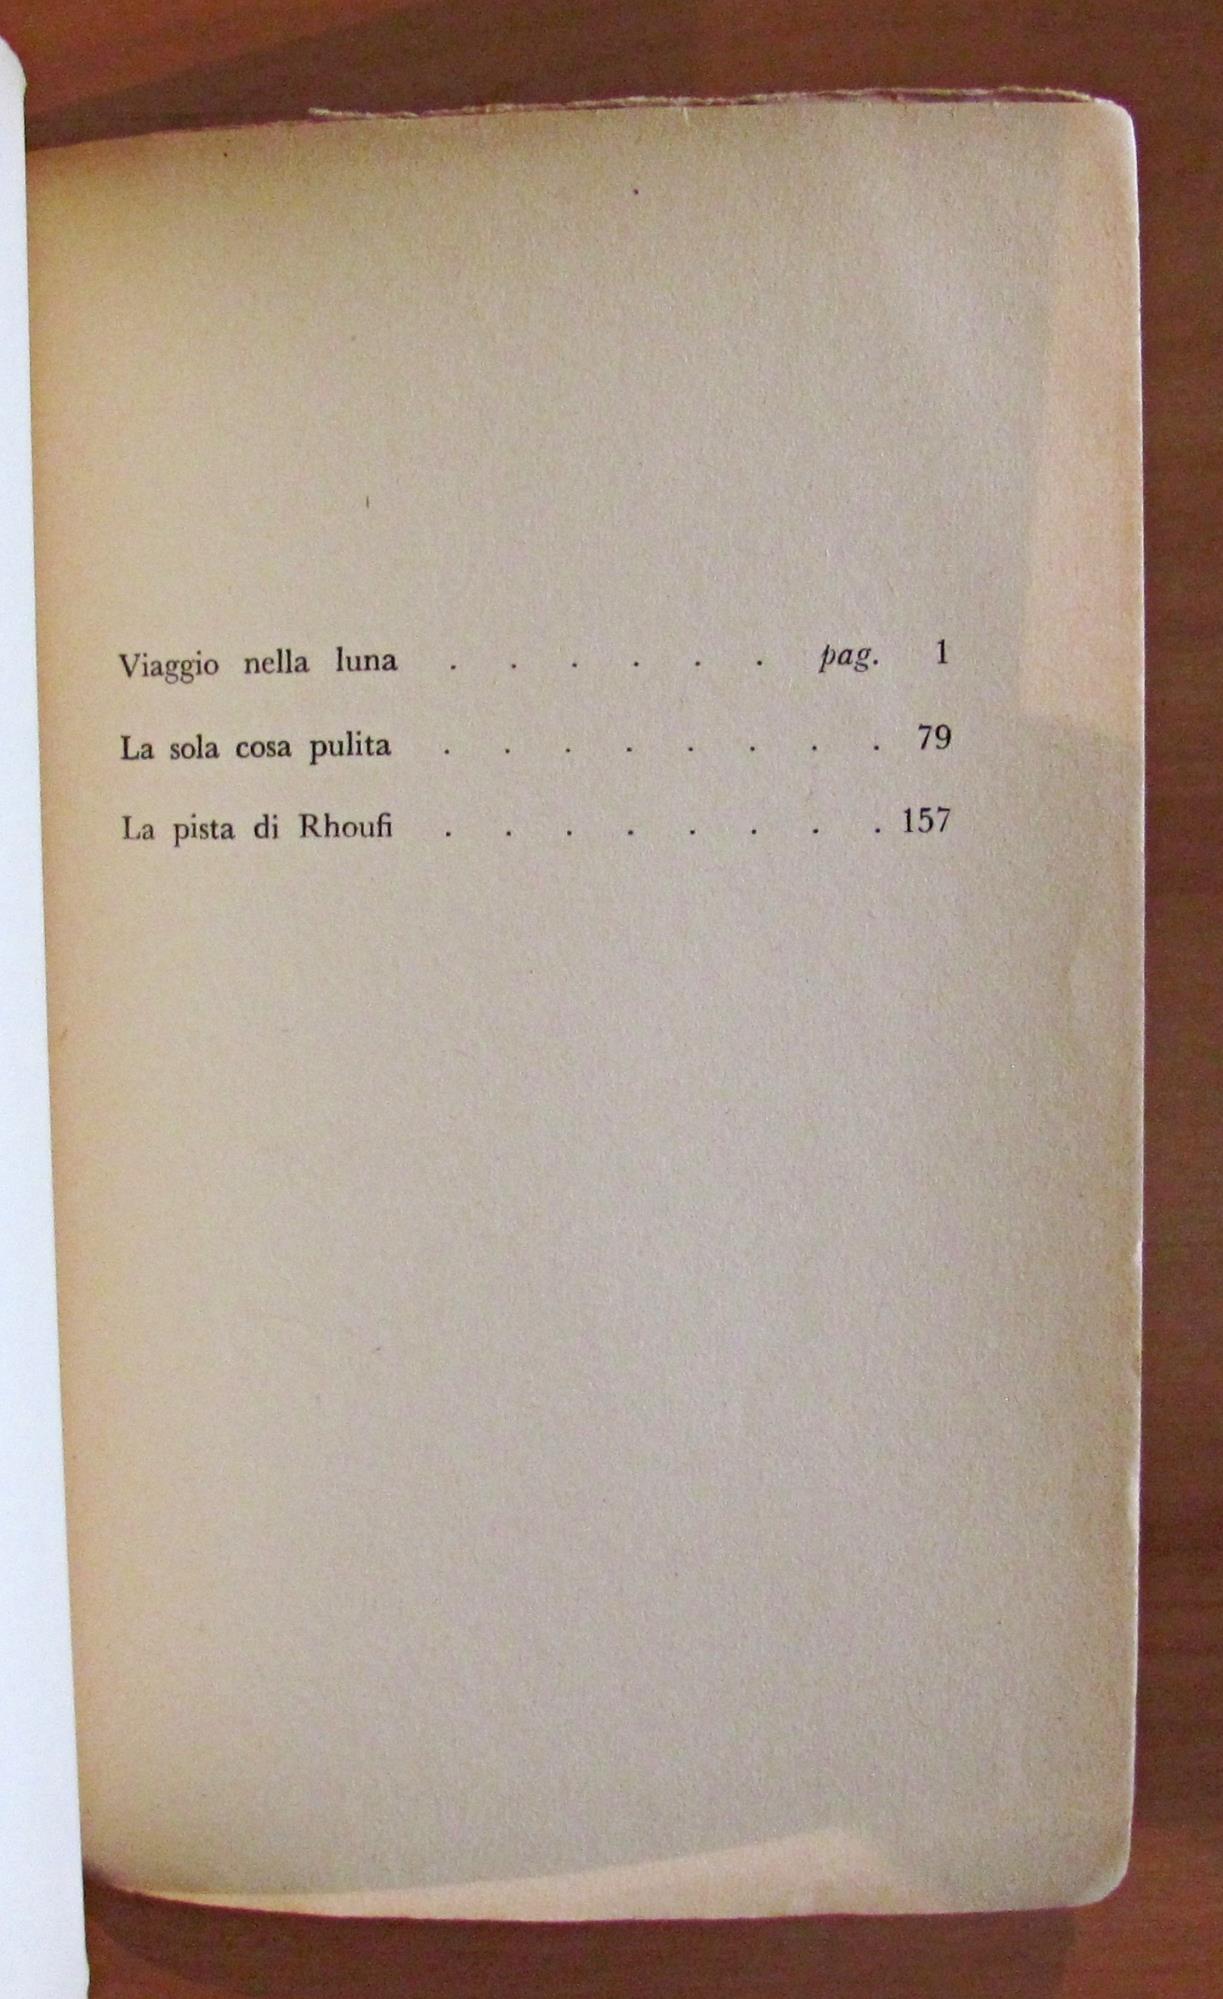 Viaggio nella luna . . . . . . pag. 1
La sola cosa pulita . . . . . . . . 79
La pista di Rhoufi . . . . . . . . 157